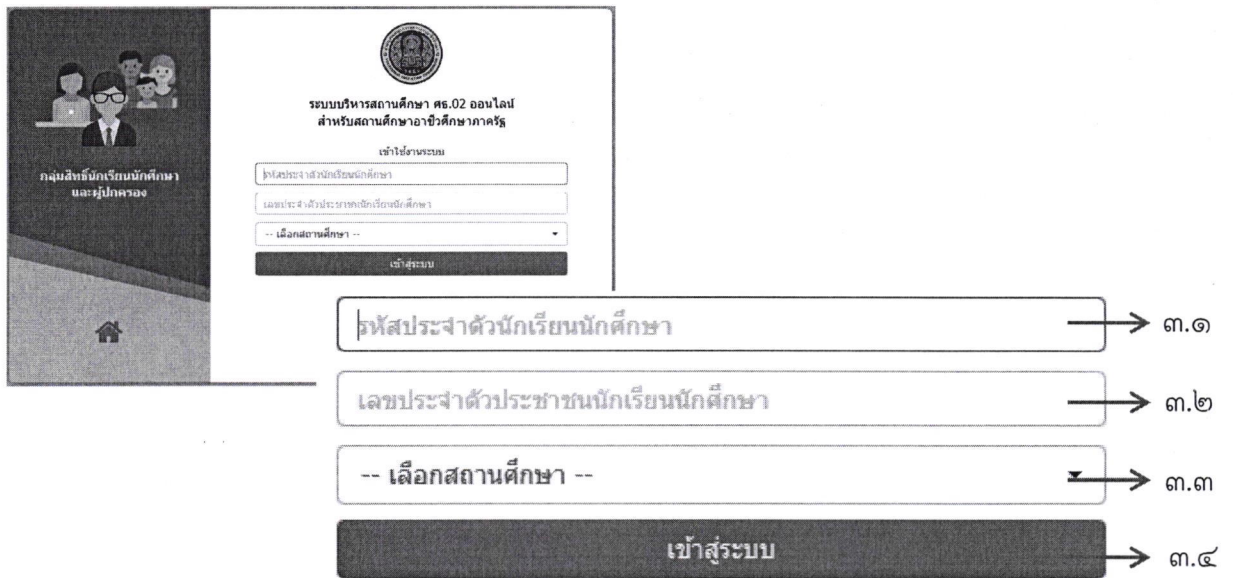 ระบบบริหารสถานศึกษา ศธ.02 ออนไลน์
สำหรับสถานศึกษาอาชีวศึกษาภาครัฐ
เข้าใช้งานระบบ
รหัสประจำตัวนักเรียนนักศึกษา
เลขประจำตัวประชาชนนักเรียนนักศึกษา
-- เลือกสถานศึกษา --
เข้าสู่ระบบ
กลุ่มสิทธิ์นักเรียนนักศึกษา
และผู้ปกครอง
รหัสประจำตัวนักเรียนนักศึกษา ๓.๑
เลขประจำตัวประชาชนนักเรียนนักศึกษา ๓.๒
-- เลือกสถานศึกษา -- ๓.๓
เข้าสู่ระบบ ๓.๔